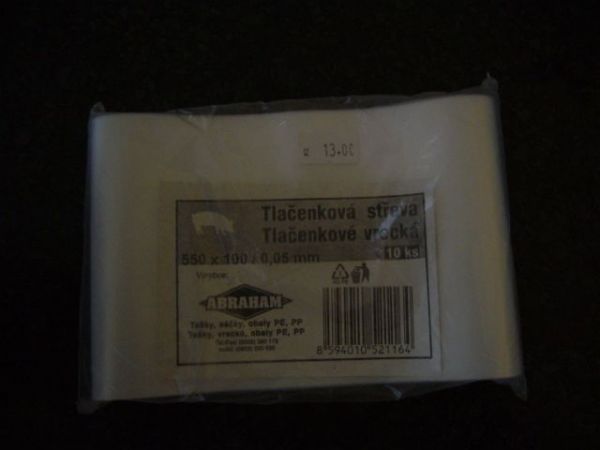 13.00
Tlačenková střeva
Tlačenkové vrecká
550 x 100 / 0,05 mm
10 ks
Výrobce:
ABRAHAM
Tašky, sáčky, obaly PE, PP
Tašky, vrecká, obaly PE, PP
8 594010 521164